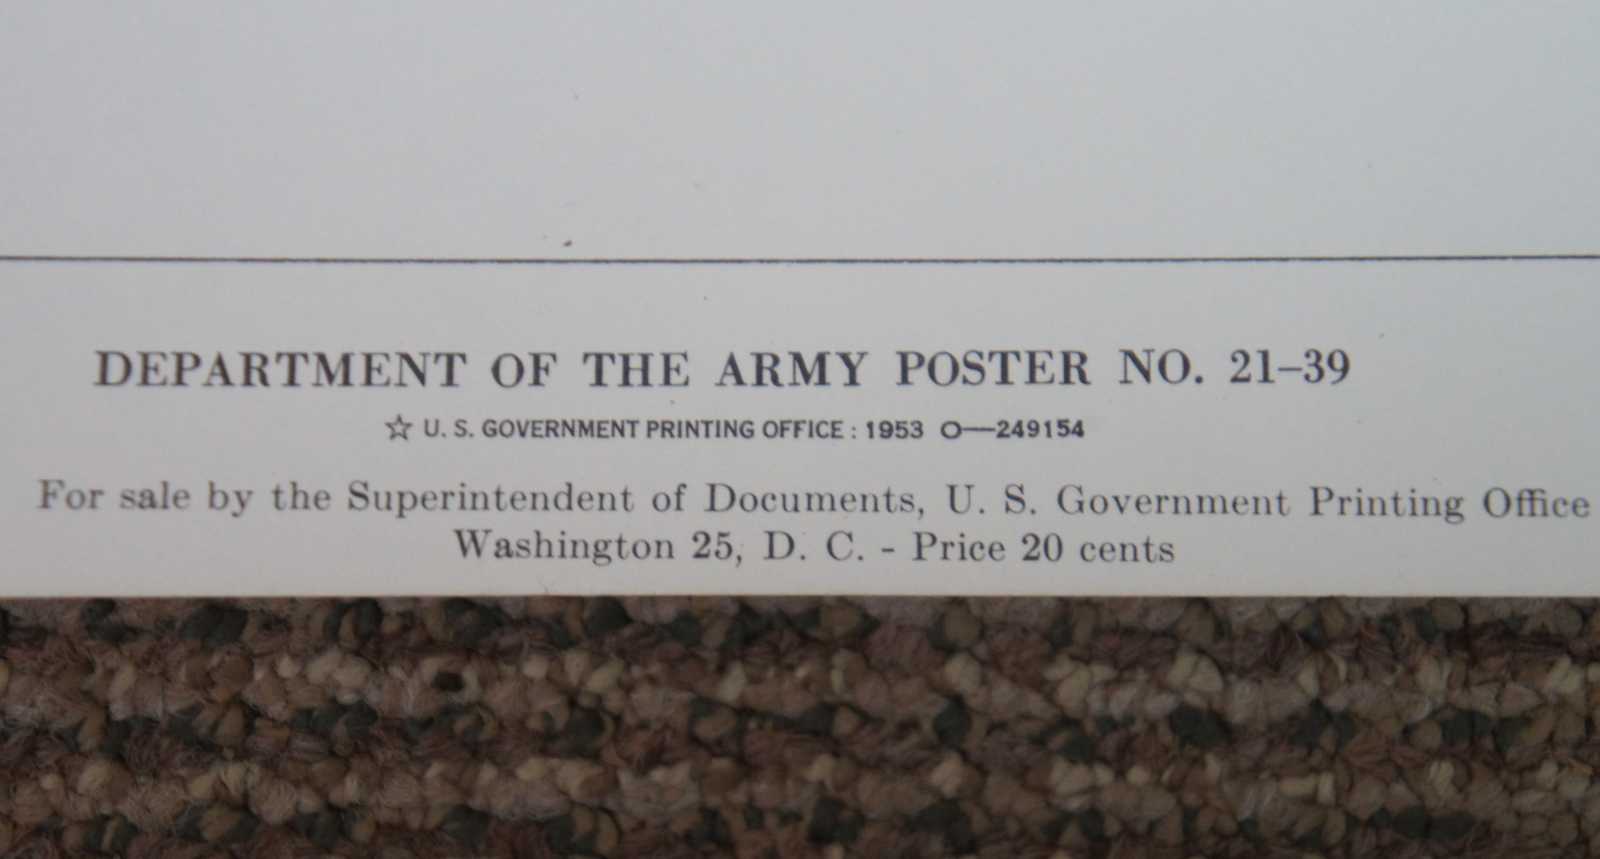 DEPARTMENT OF THE ARMY POSTER NO. 21–39
☆ U. S. GOVERNMENT PRINTING OFFICE : 1953 O—249154
For sale by the Superintendent of Documents, U. S. Government Printing Office
Washington 25, D. C. - Price 20 cents